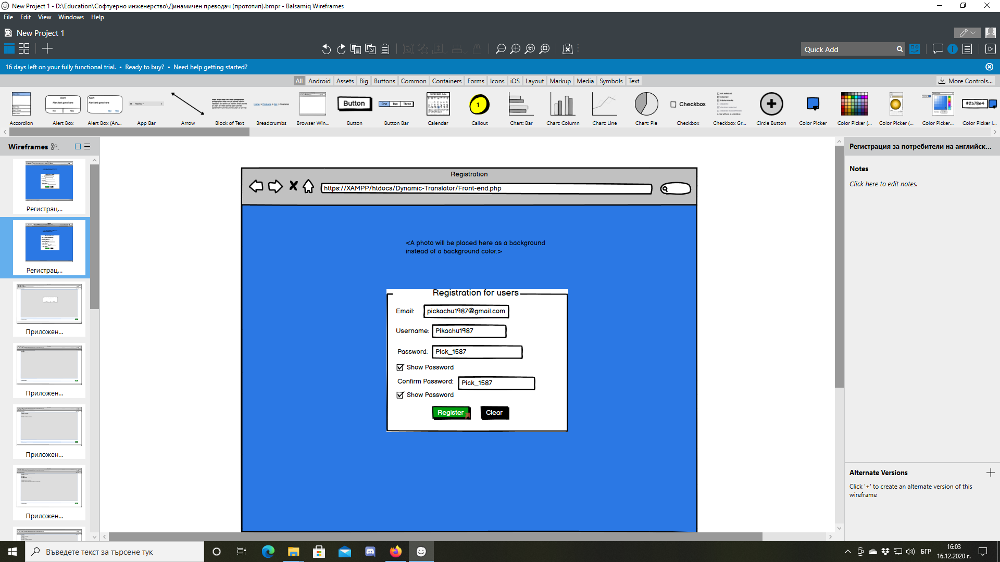 New Project 1 - D:\Education\Софтуерно инженерство\Динамичен преводач (прототип).bmpr - Balsamiq Wireframes
File Edit View Windows Help
New Project 1
Quick Add
16 days left on your fully functional trial. • Ready to buy? • Need help getting started?
All Android Assets Big Buttons Common Containers Forms Icons iOS Layout Markup Media Symbols Text
More Controls...
Button
One Two Three
1
Checkbox
#2b78e4
Accordion Alert Box Alert Box (An... App Bar Arrow Block of Text Breadcrumbs Browser Win... Button Button Bar Calendar Callout Chart: Bar Chart: Column Chart: Line Chart: Pie Checkbox Checkbox Gr... Circle Button Color Picker Color Picker (... Color Picker (... Color Picker... Color Picker I...
Wireframes
Регистрац...
Регистрац...
Приложен...
Приложен...
Приложен...
Приложен...
Registration
https://XAMPP/htdocs/Dynamic-Translator/Front-end.php
<A photo will be placed here as a background
instead of a background color.>
Registration for users
Email: pickachu1987@gmail.com
Username: Pikachu1987
Password: Pick_1587
Show Password
Confirm Password: Pick_1587
Show Password
Register Clear
Регистрация за потребители на английск...
Notes
Click here to edit notes.
Alternate Versions
Click '+' to create an alternate version of this
wireframe
Въведете текст за търсене тук
БГР
16:03
16.12.2020 г.